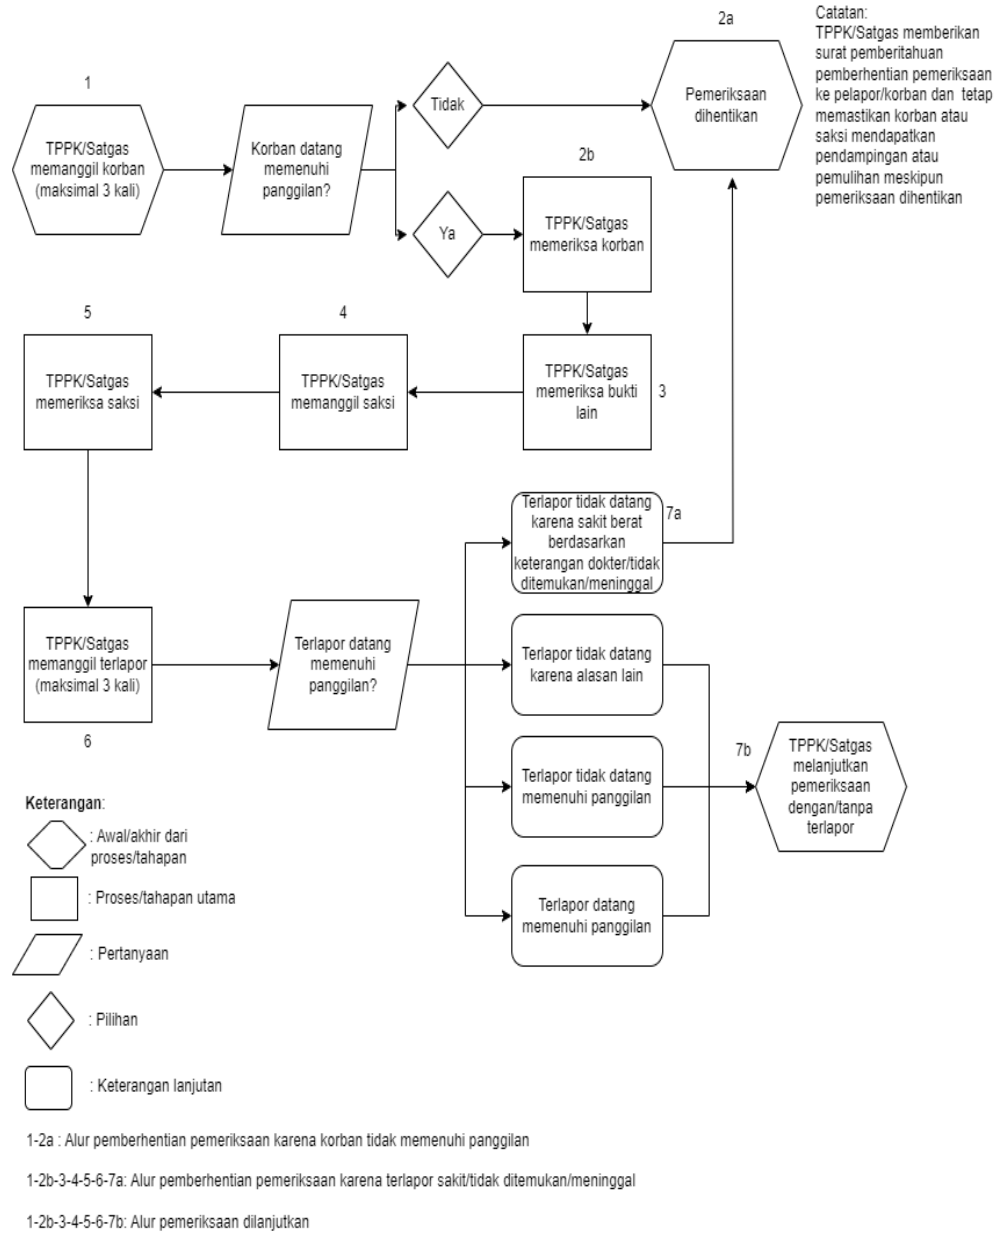 1
TPPK/Satgas
memanggil korban
(maksimal 3 kali)
Korban datang
memenuhi
panggilan?
Tidak
Ya
2a
Pemeriksaan
dihentikan
Catatan:
TPPK/Satgas memberikan
surat pemberitahuan
pemberhentian pemeriksaan
ke pelapor/korban dan tetap
memastikan korban atau
saksi mendapatkan
pendampingan atau
pemulihan meskipun
pemeriksaan dihentikan
2b
TPPK/Satgas
memeriksa korban
5
TPPK/Satgas
memeriksa saksi
4
TPPK/Satgas
memanggil saksi
TPPK/Satgas
memeriksa bukti
lain
3
Terlapor tidak datang
karena sakit berat
berdasarkan
keterangan dokter/tidak
ditemukan/meninggal
7a
TPPK/Satgas
memanggil terlapor
(maksimal 3 kali)
6
Terlapor datang
memenuhi
panggilan?
Terlapor tidak datang
karena alasan lain
Terlapor tidak datang
memenuhi panggilan
Terlapor datang
memenuhi panggilan
7b
TPPK/Satgas
melanjutkan
pemeriksaan
dengan/tanpa
terlapor
Keterangan:
: Awal/akhir dari
proses/tahapan
: Proses/tahapan utama
: Pertanyaan
: Pilihan
: Keterangan lanjutan
1-2a : Alur pemberhentian pemeriksaan karena korban tidak memenuhi panggilan
1-2b-3-4-5-6-7a: Alur pemberhentian pemeriksaan karena terlapor sakit/tidak ditemukan/meninggal
1-2b-3-4-5-6-7b: Alur pemeriksaan dilanjutkan